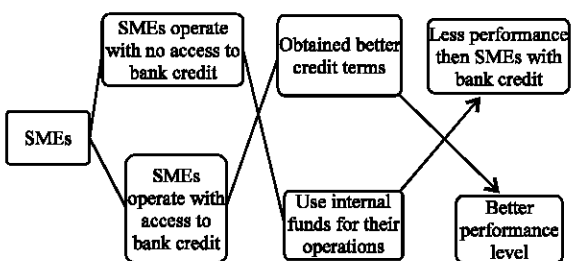 SMEs
SMEs operate
with no access to
bank credit
SMEs
operate with
access to
bank credit
Obtained better
credit terms
Use internal
funds for their
operations
Less performance
then SMEs with
bank credit
Better
performance
level